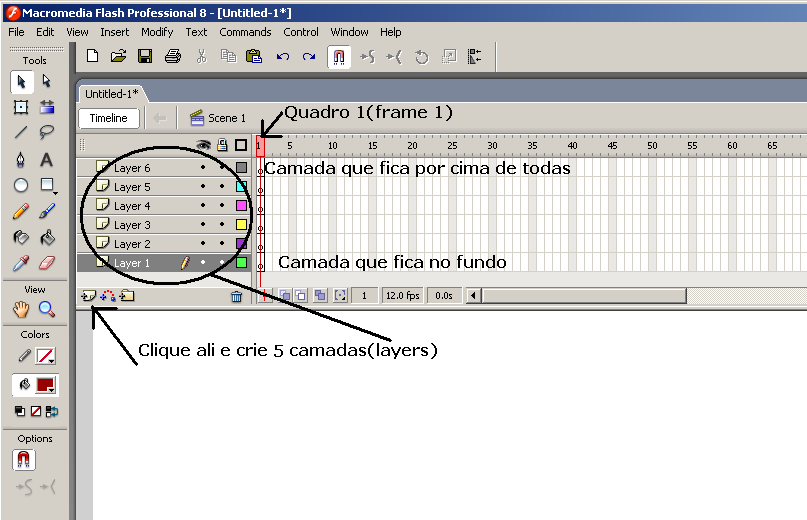 Macromedia Flash Professional 8 - [Untitled-1*]
File Edit View Insert Modify Text Commands Control Window Help
Tools
Untitled-1*
Timeline
Scene 1
Quadro 1(frame 1)
1 5 10 15 20 25 30 35 40 45 50 55 60 65
Layer 6
Camada que fica por cima de todas
Layer 5
Layer 4
Layer 3
Layer 2
Layer 1
Camada que fica no fundo
1 12.0 fps 0.0s
View
Colors
Clique ali e crie 5 camadas(layers)
Options